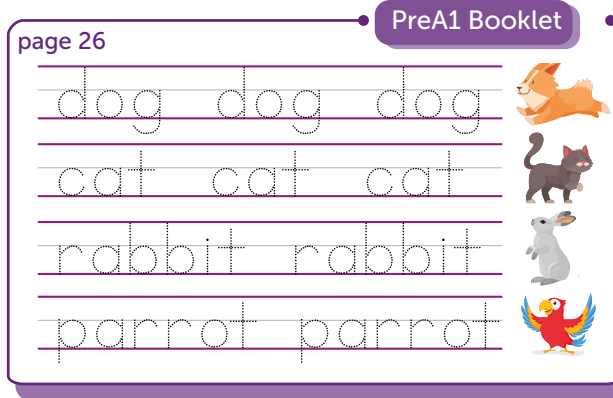 PreA1 Booklet
page 26
dog dog dog
cat cat cat
rabbit rabbit
parrot parrot